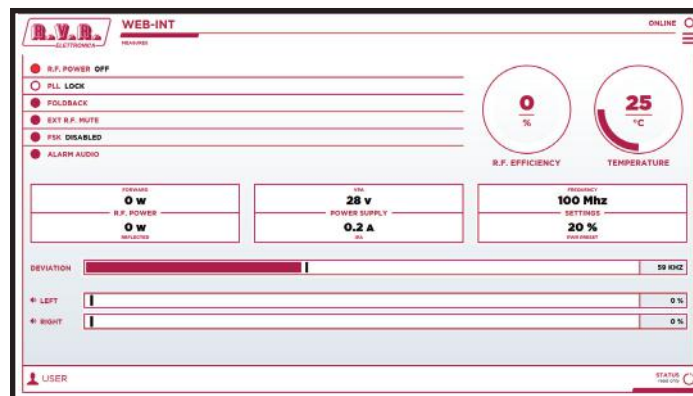 R.V.R.
ELETTRONICA
WEB-INT
MEASURES
ONLINE
R.F. POWER OFF
PLL LOCK
FOLDBACK
EXT R.F. MUTE
FSK DISABLED
ALARM AUDIO
0
%
R.F. EFFICIENCY
25
°C
TEMPERATURE
FORWARD
0 w
R.F. POWER
0 w
REFLECTED
VPA
28 v
POWER SUPPLY
0.2 A
FREQUENCY
100 Mhz
SETTINGS
20 %
PWR PRESET
DEVIATION 59 KHZ
LEFT 0 %
RIGHT 0 %
USER
STATUS
read only